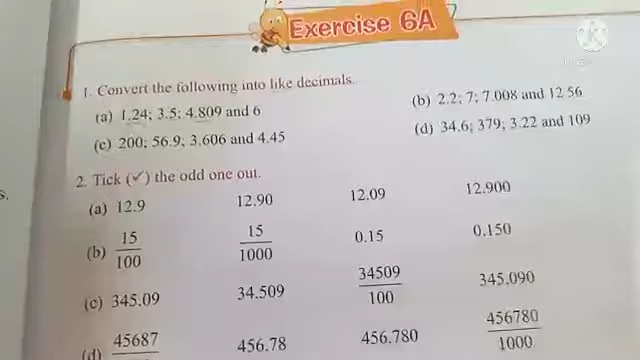 Exercise 6A
1. Convert the following into like decimals.
(a) 1.24; 3.5; 4.809 and 6 (b) 2.2; 7; 7.008 and 12.56
(c) 200; 56.9; 3.606 and 4.45 (d) 34.6; 379; 3.22 and 109
2. Tick (✓) the odd one out.
(a) 12.9 12.90 12.09 12.900
(b) 15/100 15/1000 0.15 0.150
(c) 345.09 34.509 34509/100 345.090
(d) 45687 456.78 456.780 456780/1000
s.